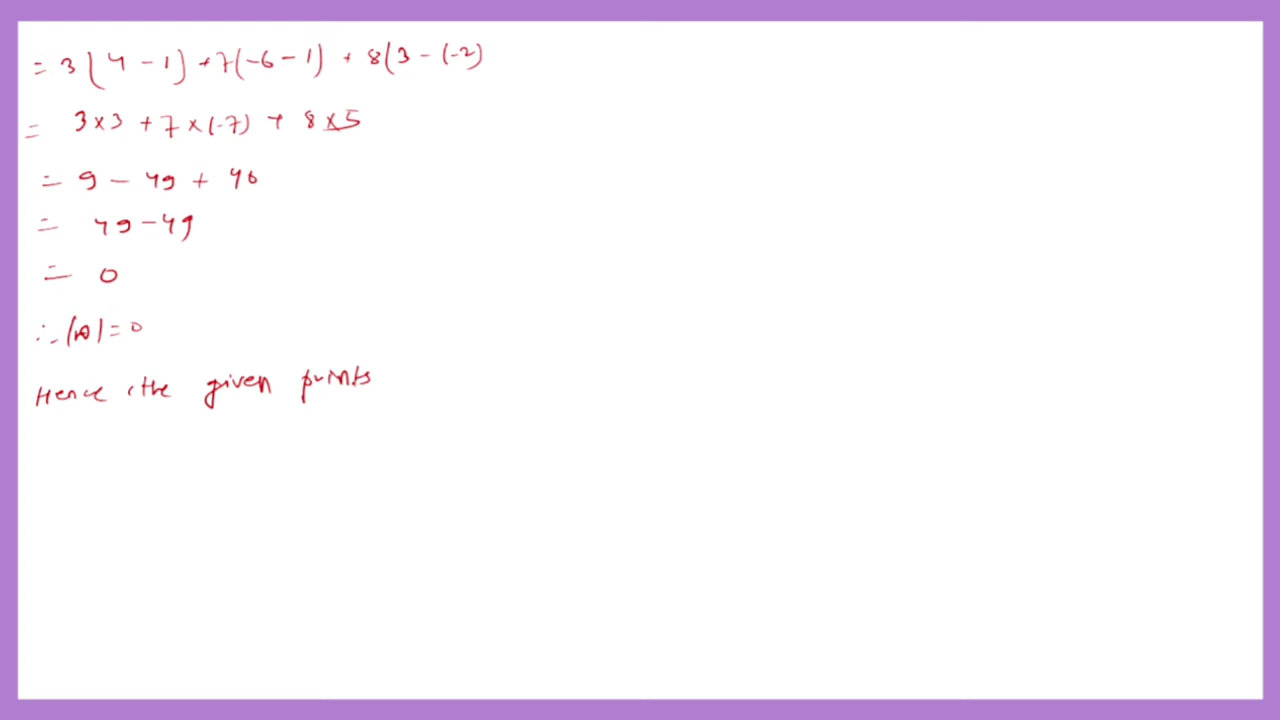 = 3(4 - 1) + 7(-6 - 1) + 8(3 - (-2)
= 3×3 + 7×(-7) + 8×5
= 9 - 49 + 40
= 49 - 49
= 0
∴ |A| = 0
Hence, the given points